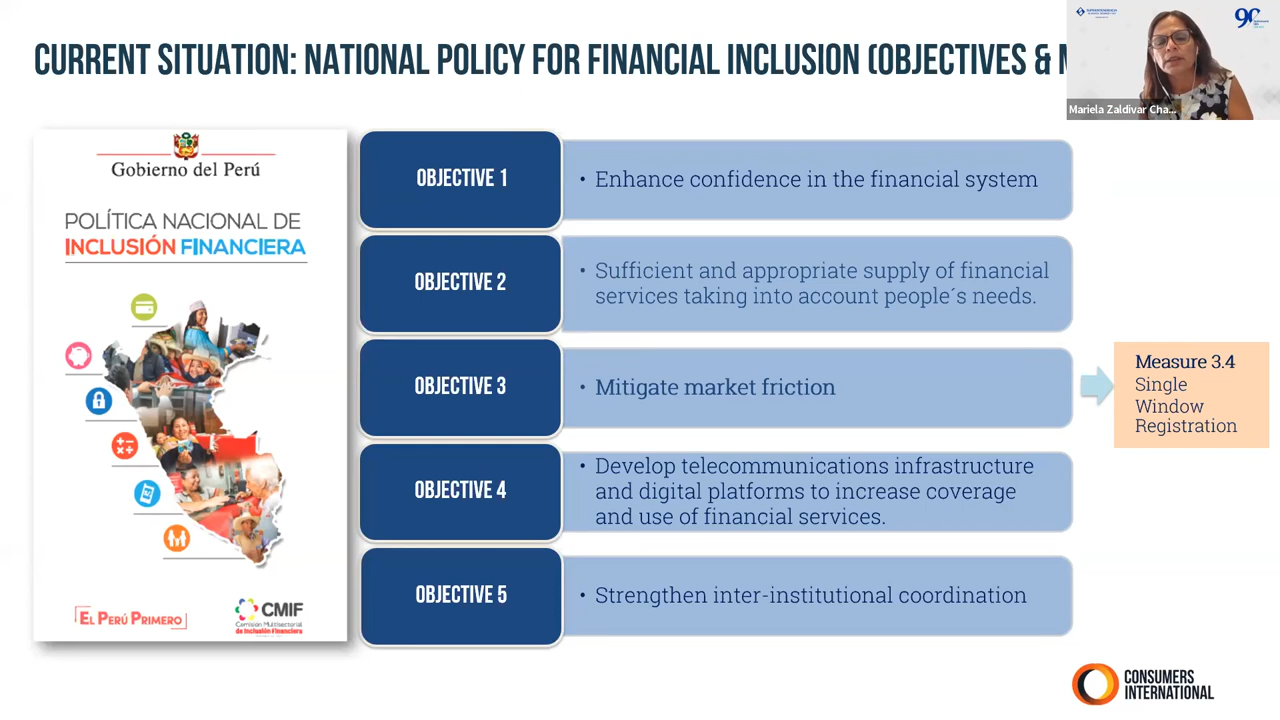 CURRENT SITUATION: NATIONAL POLICY FOR FINANCIAL INCLUSION (OBJECTIVES & M
Mariela Zaldivar Cha...
Gobierno del Perú
POLÍTICA NACIONAL DE
INCLUSIÓN FINANCIERA
EL PERÚ PRIMERO
CMIF
Comisión Multisectorial
de Inclusión Financiera
OBJECTIVE 1
• Enhance confidence in the financial system
OBJECTIVE 2
• Sufficient and appropriate supply of financial
services taking into account people´s needs.
OBJECTIVE 3
• Mitigate market friction
Measure 3.4
Single
Window
Registration
OBJECTIVE 4
• Develop telecommunications infrastructure
and digital platforms to increase coverage
and use of financial services.
OBJECTIVE 5
• Strengthen inter-institutional coordination
CONSUMERS
INTERNATIONAL